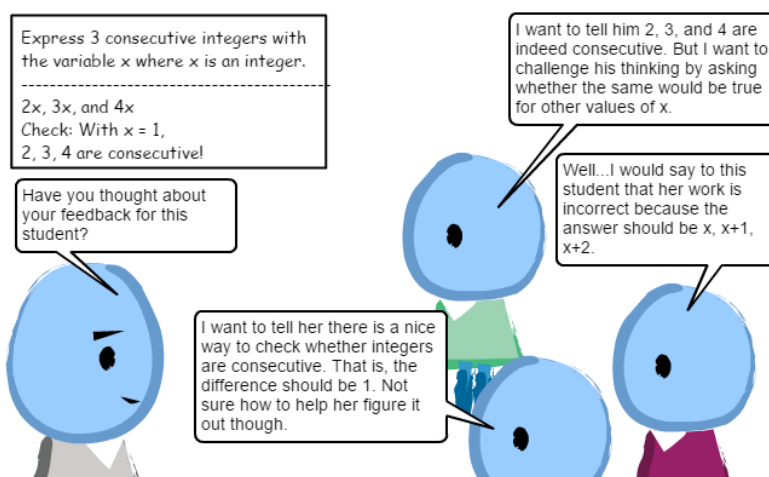 Express 3 consecutive integers with
the variable x where x is an integer.
2x, 3x, and 4x
Check: With x = 1,
2, 3, 4 are consecutive!
I want to tell him 2, 3, and 4 are
indeed consecutive. But I want to
challenge his thinking by asking
whether the same would be true
for other values of x.
Have you thought about
your feedback for this
student?
Well...I would say to this
student that her work is
incorrect because the
answer should be x, x+1,
x+2.
I want to tell her there is a nice
way to check whether integers
are consecutive. That is, the
difference should be 1. Not
sure how to help her figure it
out though.